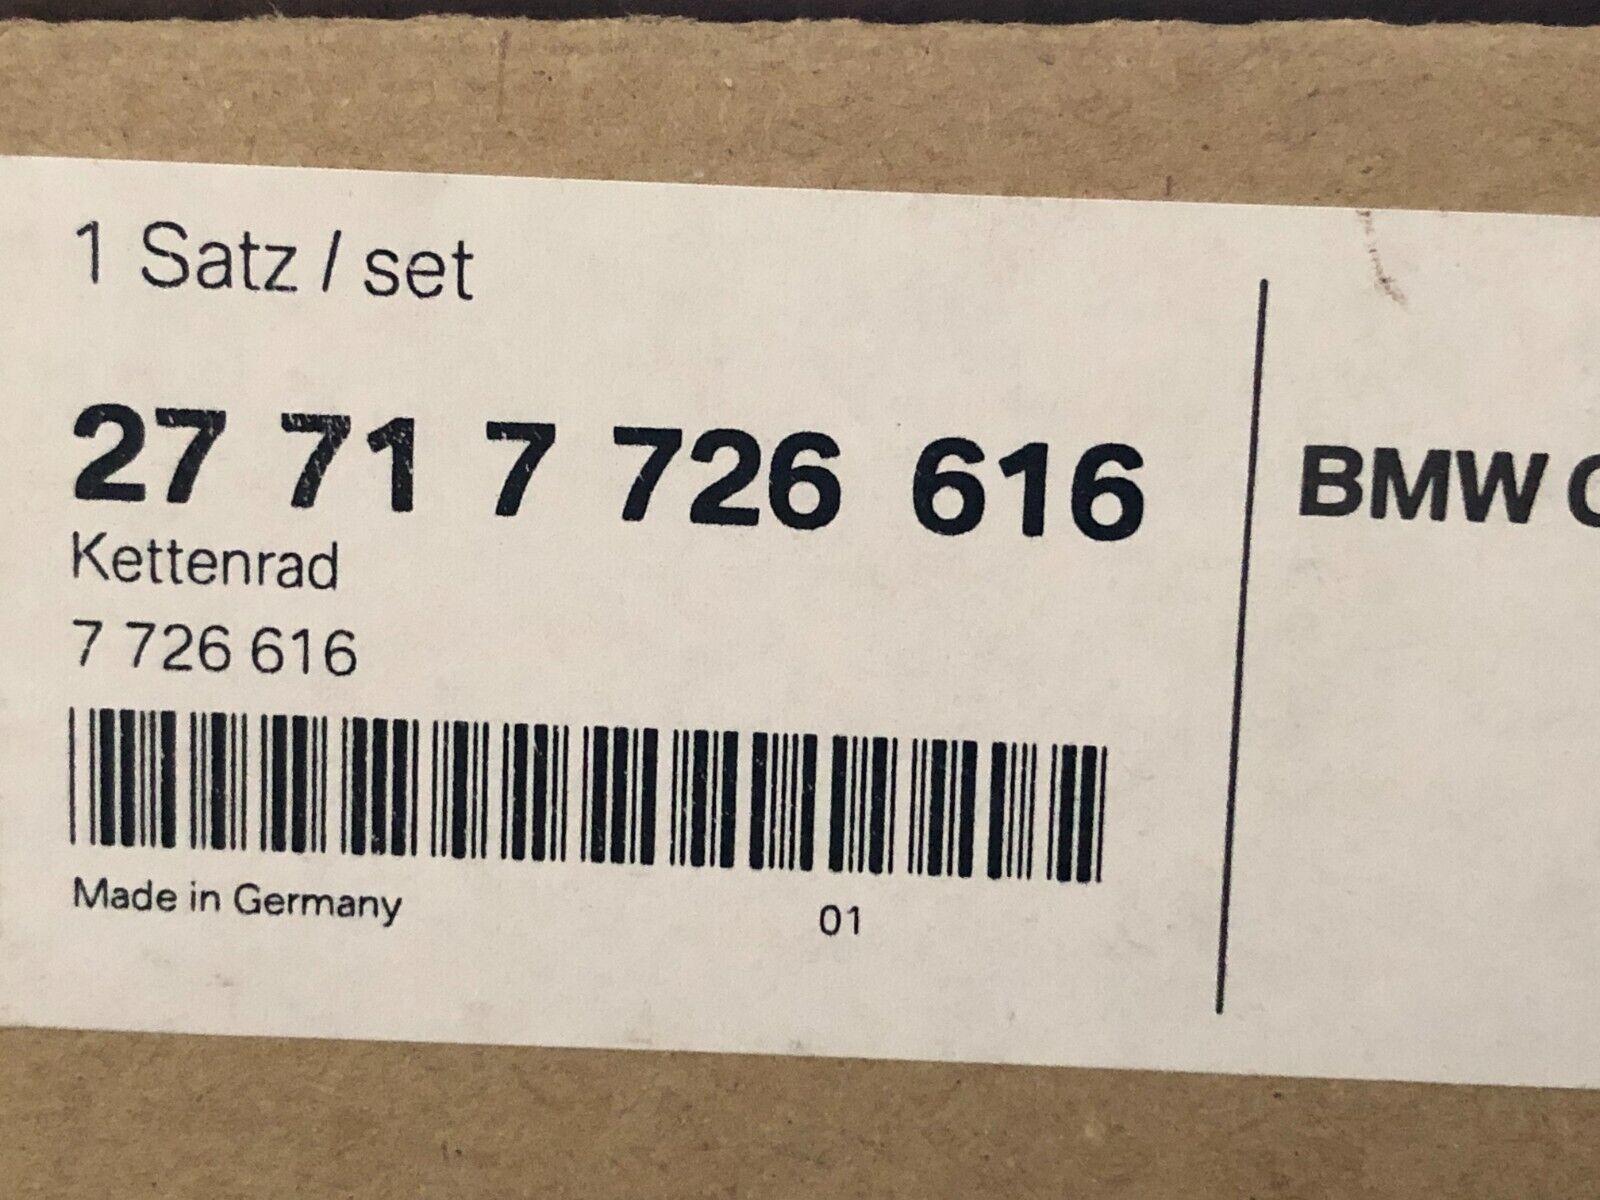 1 Satz / set
27 71 7 726 616
Kettenrad
7 726 616
Made in Germany
01
BMW